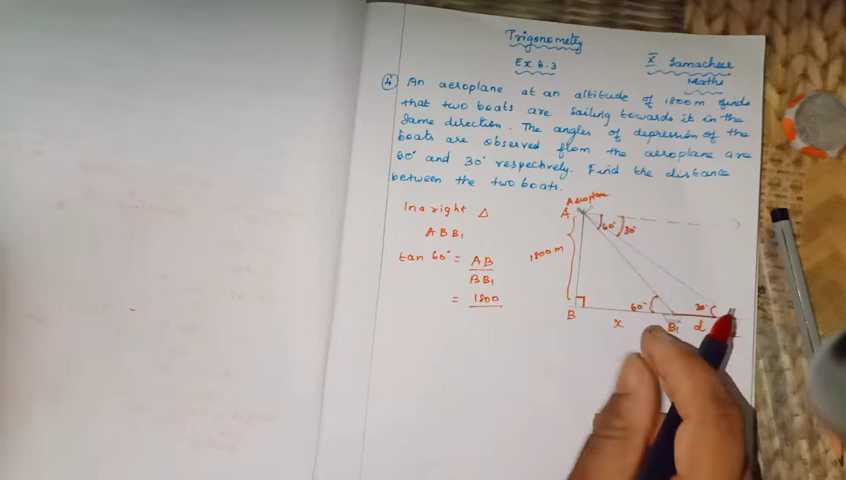 Trigonometry
Ex 6.3
X Samacheer
Maths
④ An aeroplane at an altitude of 1800m finds
that two boats are sailing towards it in the
same direction. The angles of depression of the
boats are observed from the aeroplane are
60° and 30° respectively. Find the distance
between the two boats.
In a right Δ
ABB₁
tan 60° = AB
BB₁
= 1800
Aeroplane
A
60° 30°
1800m
60° 30°
B x B₁ d